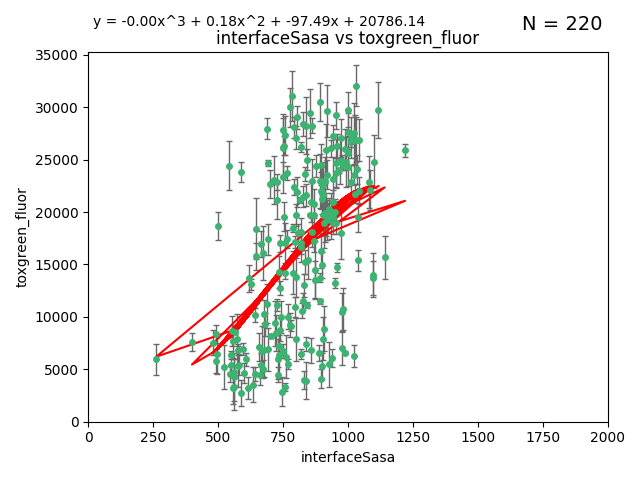 y = -0.00x^3 + 0.18x^2 + -97.49x + 20786.14
N = 220
interfaceSasa vs toxgreen_fluor
35000
30000
25000
20000
15000
10000
5000
0
toxgreen_fluor
0 250 500 750 1000 1250 1500 1750 2000
interfaceSasa